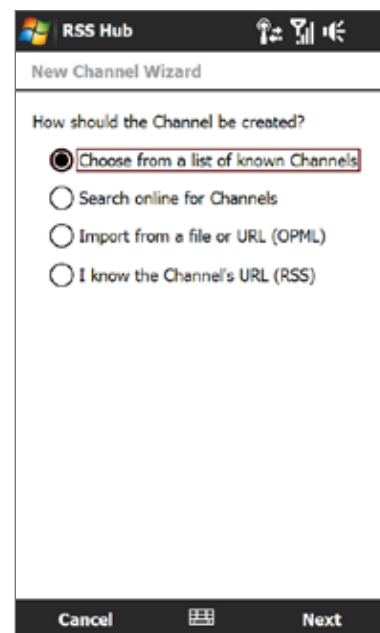 RSS Hub
New Channel Wizard
How should the Channel be created?
Choose from a list of known Channels
Search online for Channels
Import from a file or URL (OPML)
I know the Channel's URL (RSS)
Cancel Next